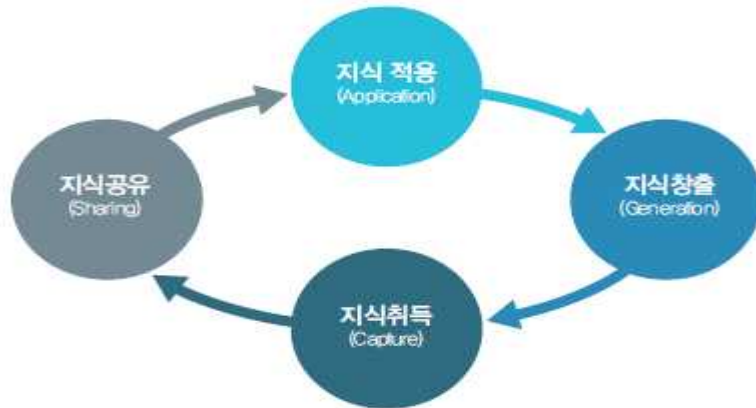 지식 적용
(Application)
지식공유
(Sharing)
지식창출
(Generation)
지식취득
(Capture)